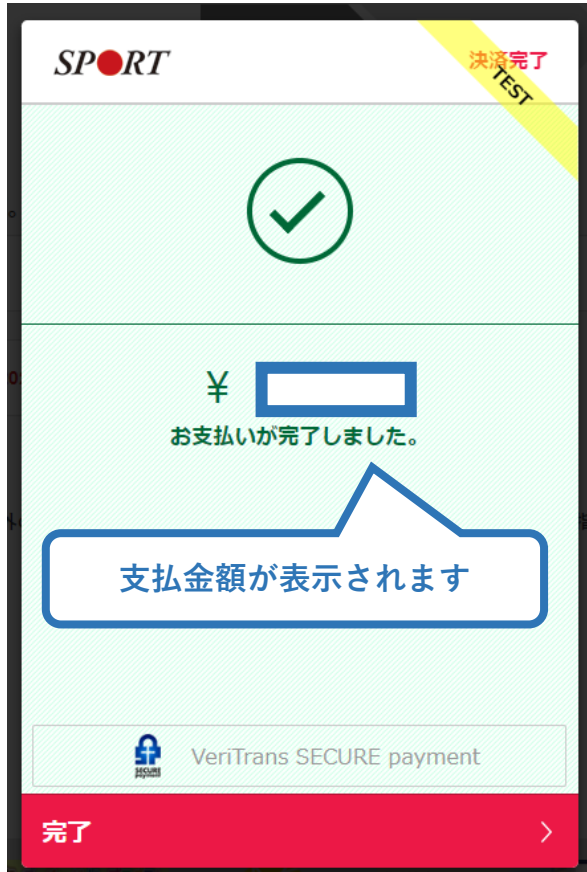 SPORT
決済完了
TEST
¥
お支払いが完了しました。
支払金額が表示されます
VeriTrans SECURE payment
完了